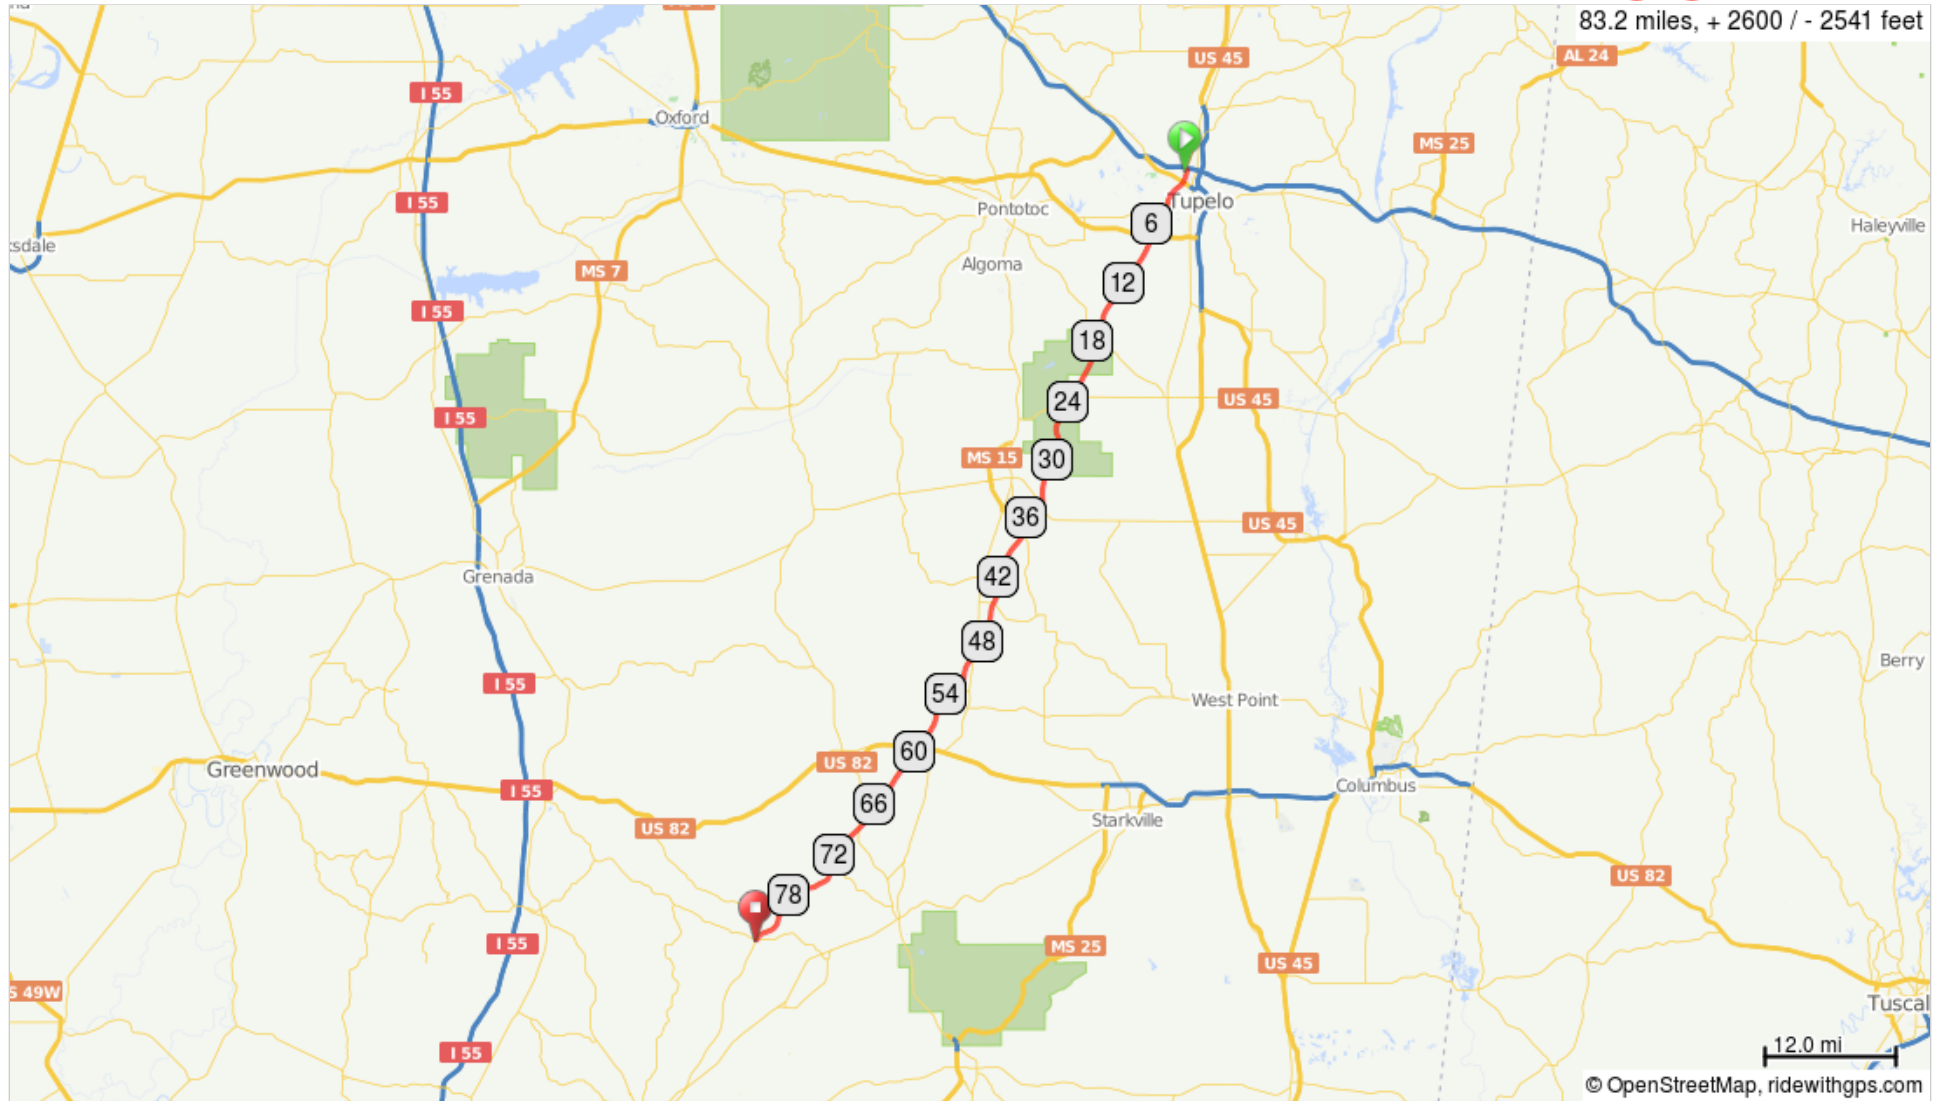 83.2 miles, + 2600 / - 2541 feet
US 45
AL 24
I 55
Oxford
MS 25
I 55
Tupelo
Pontotoc
6
Haleyville
ksdale
Algoma
MS 7
12
I 55
18
US 45
24
I 55
MS 15
30
36
US 45
Grenada
42
48
Berry
I 55
54
West Point
60
US 82
Greenwood
I 55
Columbus
66
Starkville
US 82
72
US 82
78
I 55
MS 25
US 45
S 49W
Tuscal
12.0 mi
I 55
© OpenStreetMap, ridewithgps.com